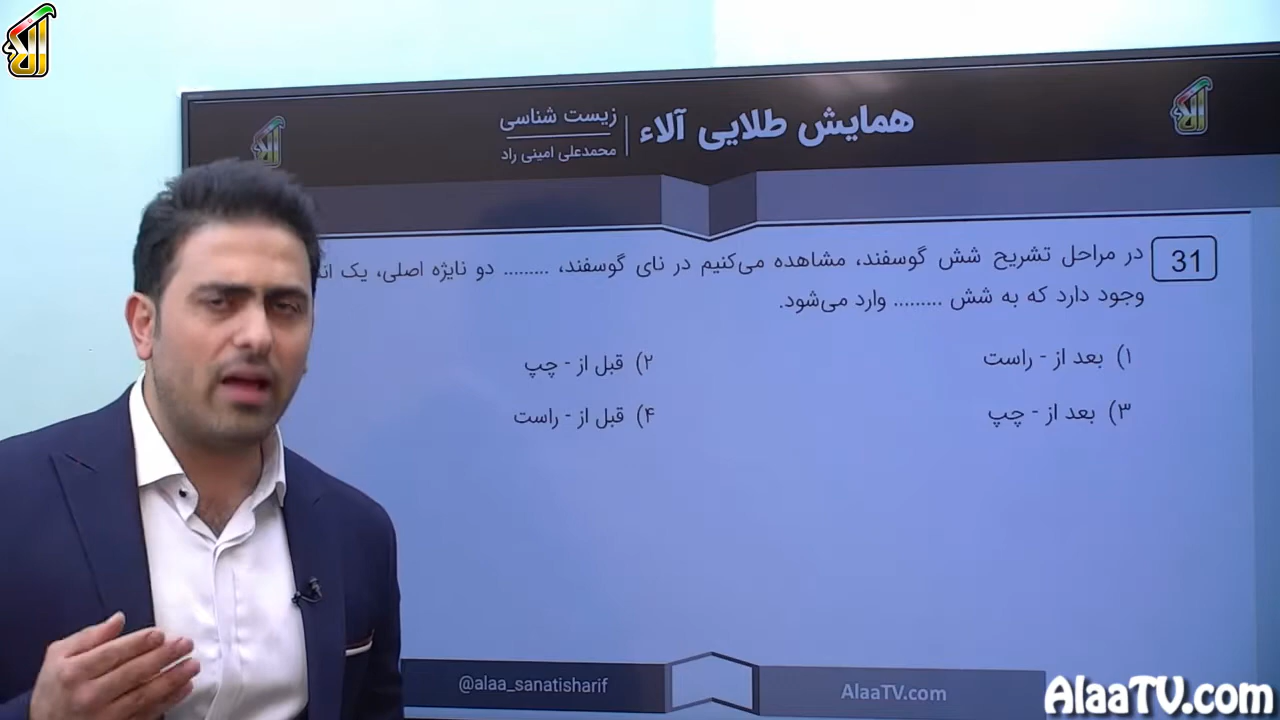 همایش طلایی آلاء
زیست شناسی
محمدعلی امینی راد
31
در مراحل تشریح شش گوسفند، مشاهده می‌کنیم در نای گوسفند، ......... دو نایژه اصلی، یک
وجود دارد که به شش ......... وارد می‌شود.
۱) بعد از - راست
۲) قبل از - چپ
۳) بعد از - چپ
۴) قبل از - راست
@alaa_sanatisharif
AlaaTV.com
AlaaTV.com